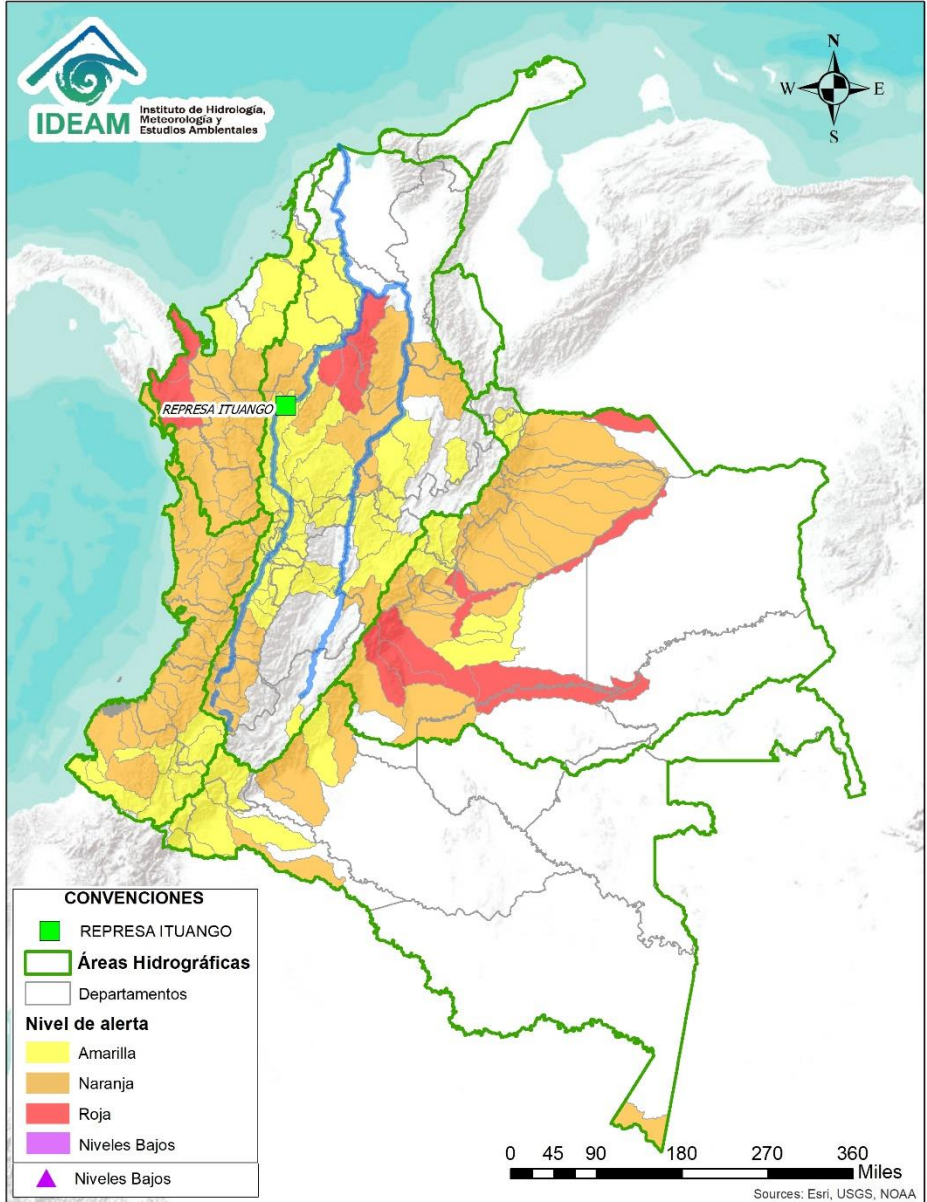 IDEAM
Instituto de Hidrología,
Meteorología y
Estudios Ambientales
N
W E
S
REPRESA ITUANGO
CONVENCIONES
REPRESA ITUANGO
Áreas Hidrográficas
Departamentos
Nivel de alerta
Amarilla
Naranja
Roja
Niveles Bajos
Niveles Bajos
0 45 90 180 270 360
Miles
Sources: Esri, USGS, NOAA